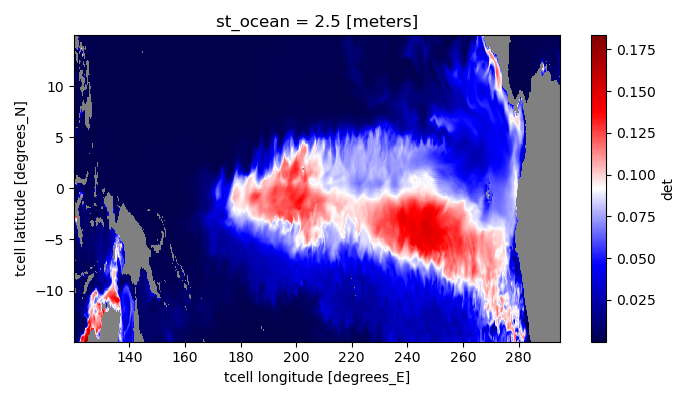 st_ocean = 2.5 [meters]
10
5
0
−5
−10
tcell latitude [degrees_N]
140 160 180 200 220 240 260 280
tcell longitude [degrees_E]
0.175
0.150
0.125
0.100
0.075
0.050
0.025
det